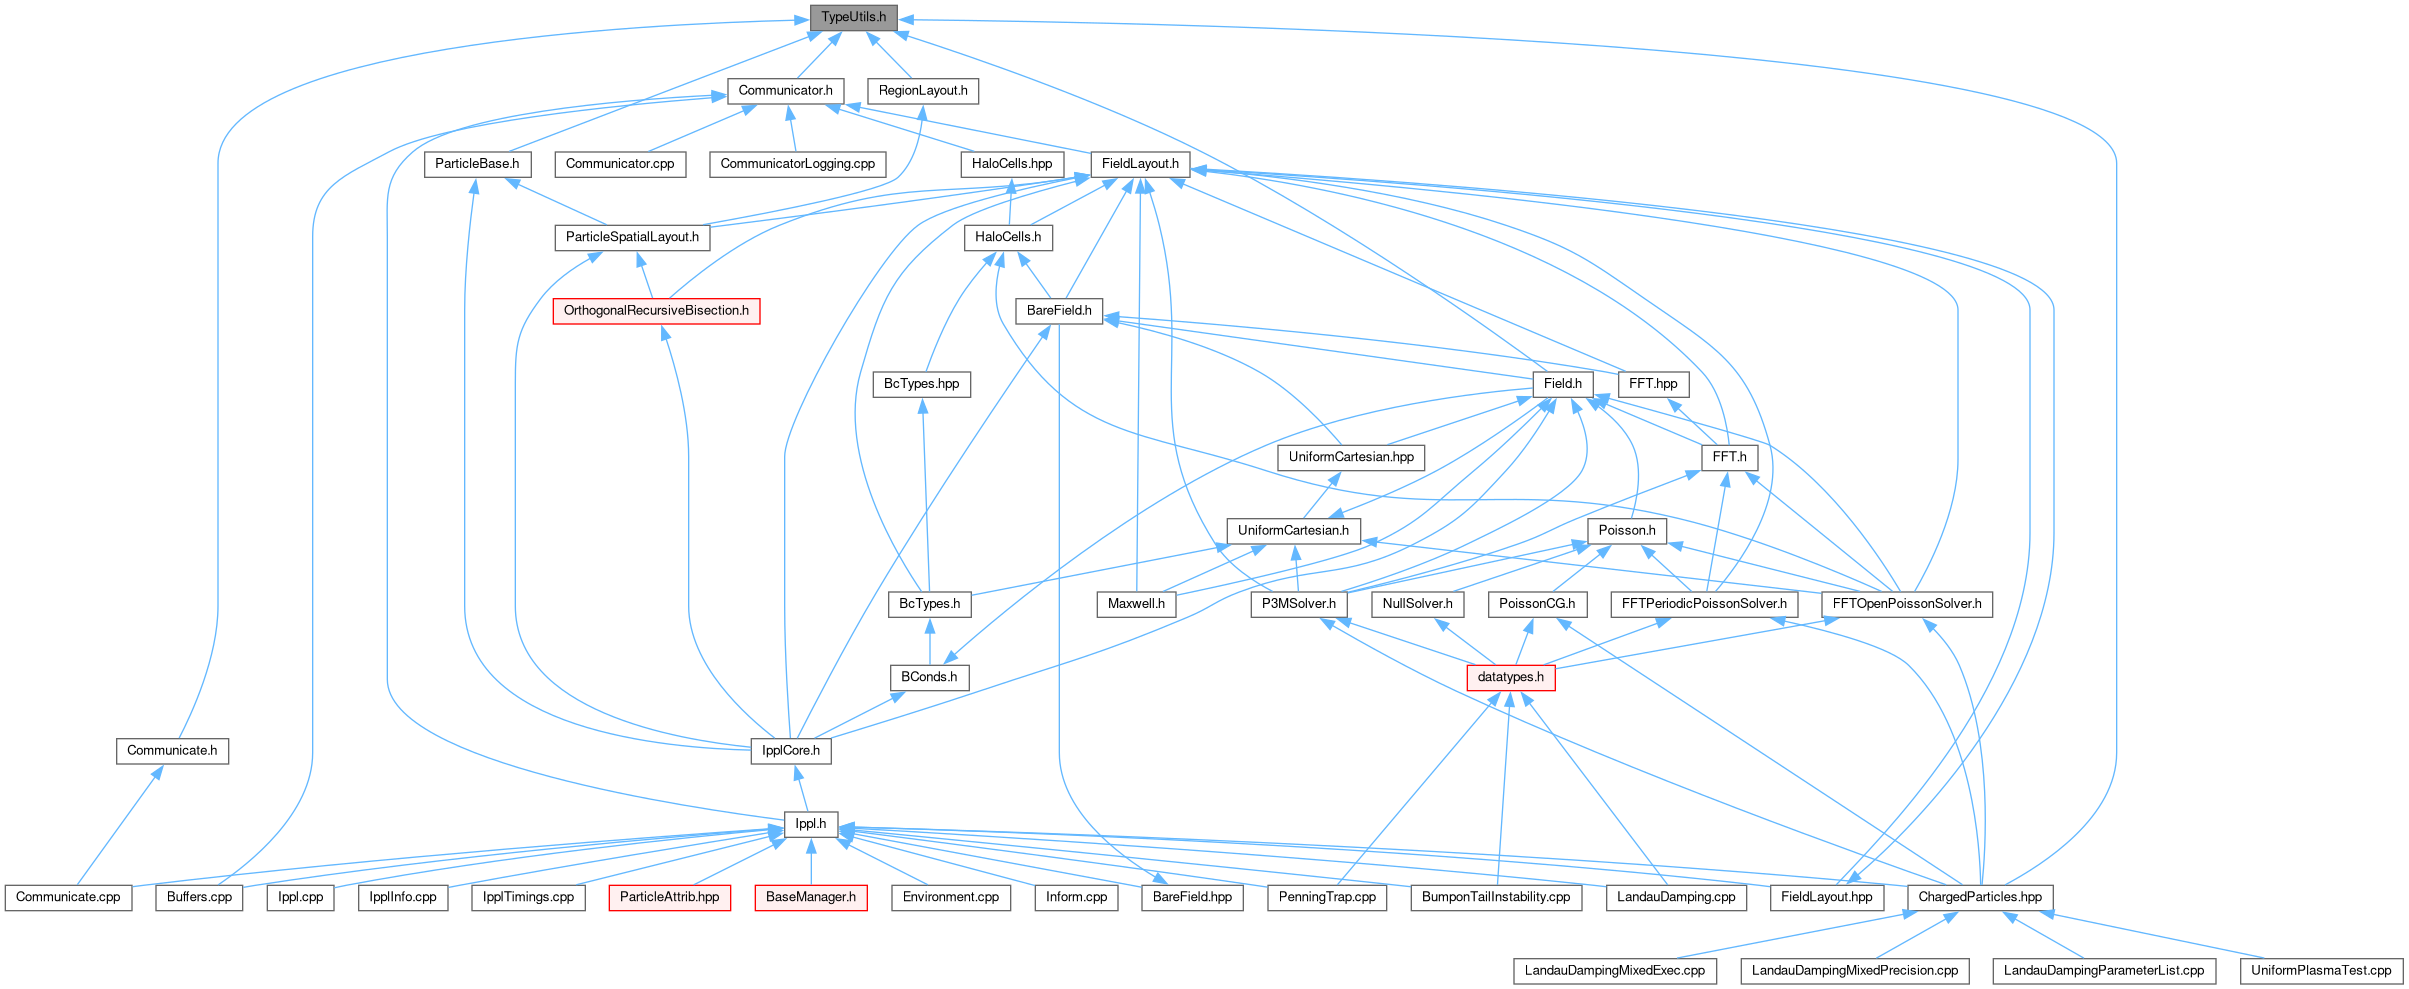 TypeUtils.h
Communicator.h
RegionLayout.h
ParticleBase.h
Communicator.cpp
CommunicatorLogging.cpp
HaloCells.hpp
FieldLayout.h
ParticleSpatialLayout.h
HaloCells.h
OrthogonalRecursiveBisection.h
BareField.h
BcTypes.hpp
Field.h
FFT.hpp
UniformCartesian.hpp
FFT.h
UniformCartesian.h
Poisson.h
BcTypes.h
Maxwell.h
P3MSolver.h
NullSolver.h
PoissonCG.h
FFTPeriodicPoissonSolver.h
FFTOpenPoissonSolver.h
BConds.h
datatypes.h
Communicate.h
IpplCore.h
Ippl.h
Communicate.cpp
Buffers.cpp
Ippl.cpp
IpplInfo.cpp
IpplTimings.cpp
ParticleAttrib.hpp
BaseManager.h
Environment.cpp
Inform.cpp
BareField.hpp
PenningTrap.cpp
BumponTailInstability.cpp
LandauDamping.cpp
FieldLayout.hpp
ChargedParticles.hpp
LandauDampingMixedExec.cpp
LandauDampingMixedPrecision.cpp
LandauDampingParameterList.cpp
UniformPlasmaTest.cpp